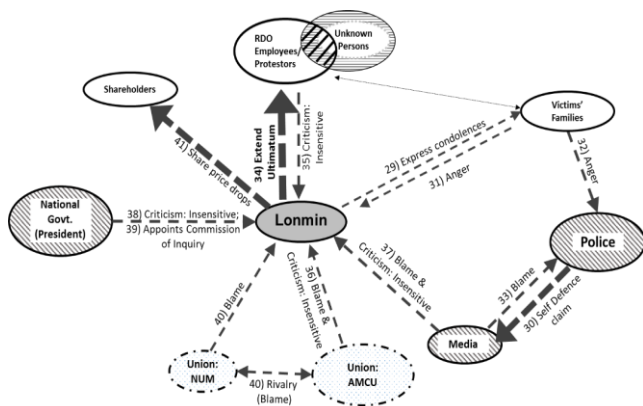 RDO
Employees/
Protestors
Unknown
Persons
Shareholders
Victims'
Families
41) Share price drops
34) Extend
Ultimatum
35) Criticism:
Insensitive
29) Express condolences
31) Anger
32) Anger
National
Govt.
(President)
38) Criticism: Insensitive;
39) Appoints Commission
of Inquiry
Lonmin
Police
37) Blame &
Criticism: Insensitive
33) Blame
30) Self Defence
claim
40) Blame
36) Blame &
Criticism: Insensitive
Media
Union:
NUM
40) Rivalry
(Blame)
Union:
AMCU